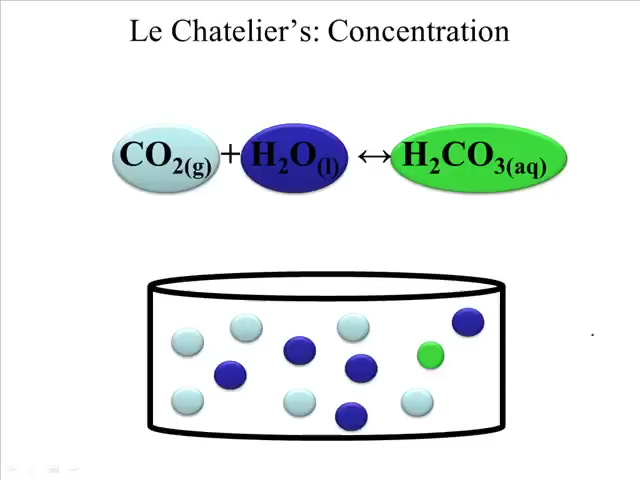 Le Chatelier's: Concentration
CO₂(g) + H₂O(l) ↔ H₂CO₃(aq)